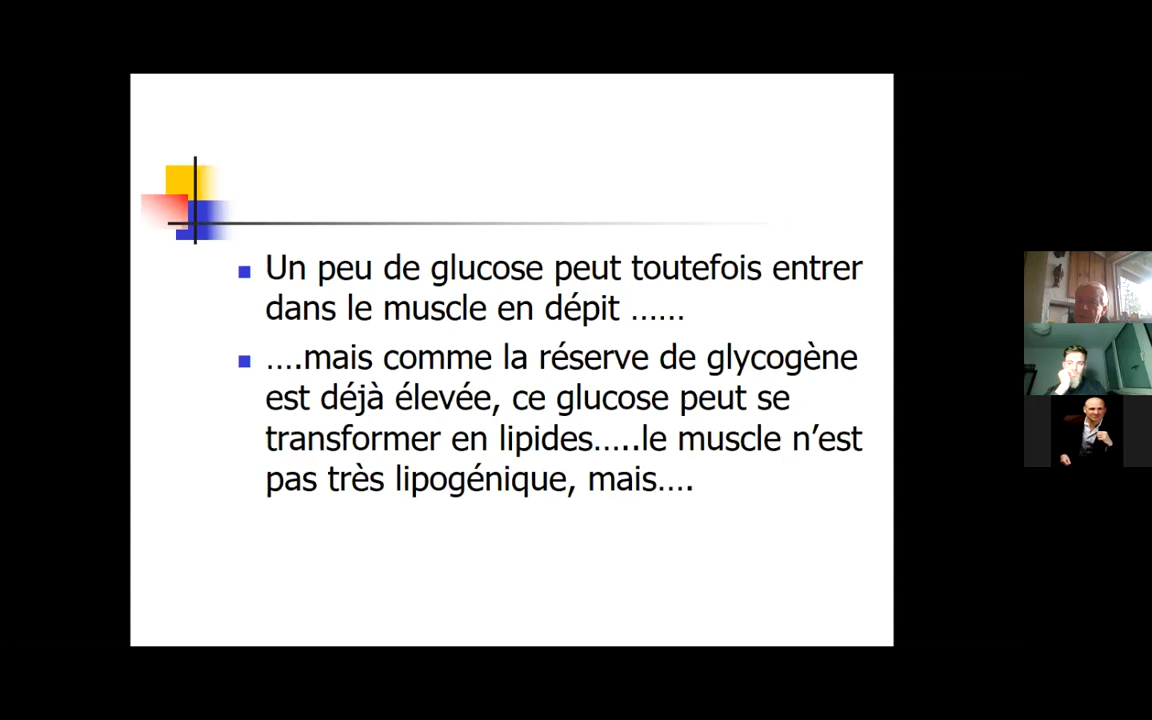 Un peu de glucose peut toutefois entrer
dans le muscle en dépit ......
....mais comme la réserve de glycogène
est déjà élevée, ce glucose peut se
transformer en lipides.....le muscle n’est
pas très lipogénique, mais....